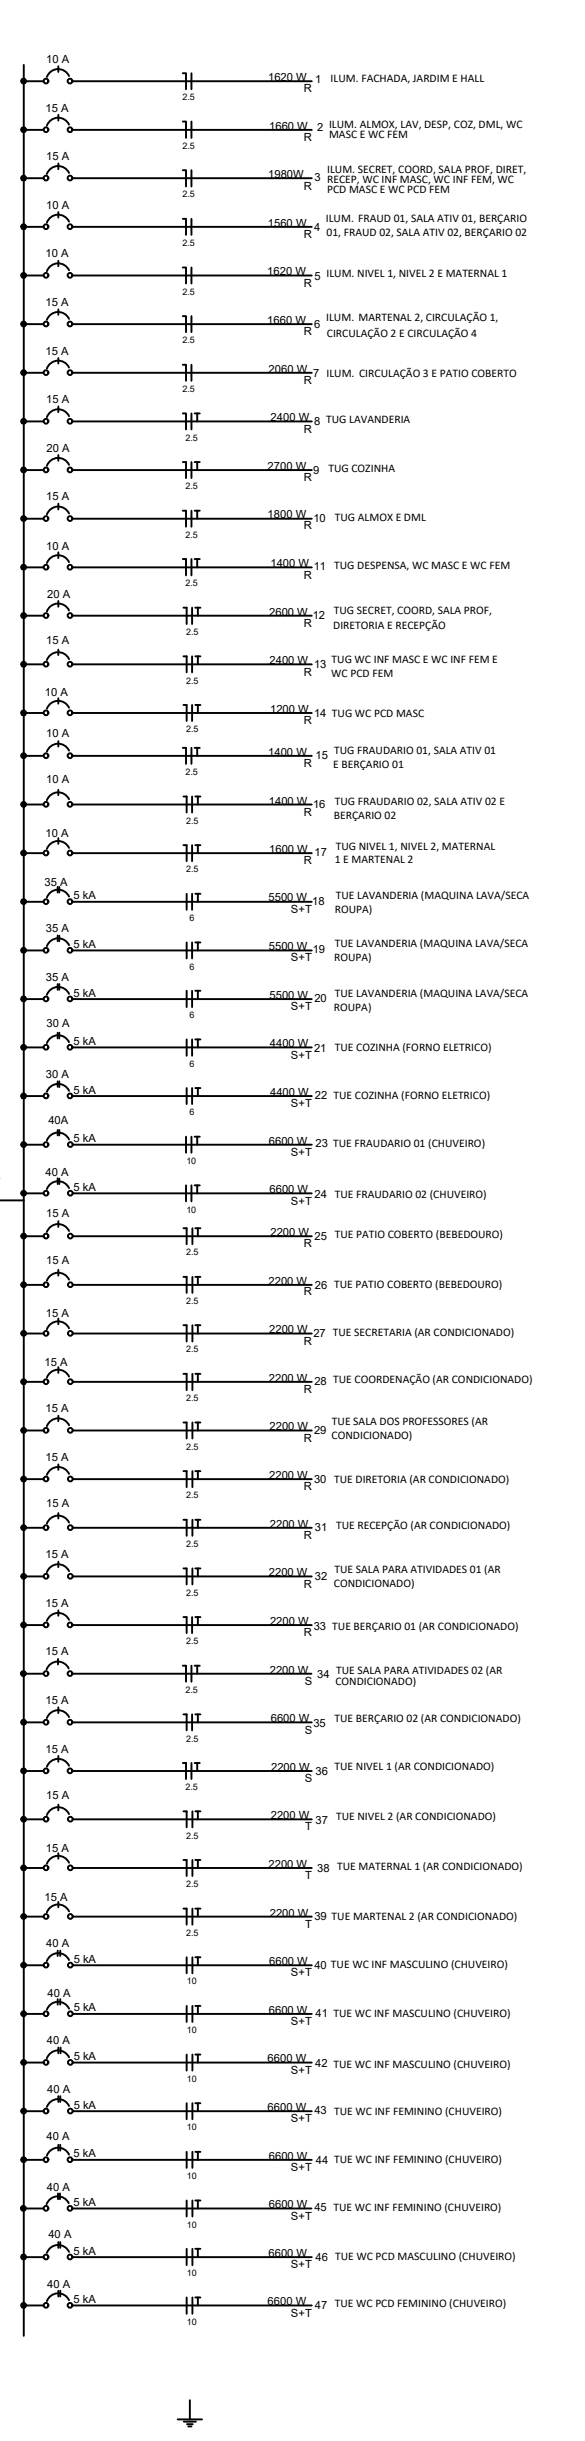 10 A
1620 W 1 ILUM. FACHADA, JARDIM E HALL
R
2.5
15 A
1660 W 2 ILUM. ALMOX, LAV, DESP, COZ, DML, WC
MASC E WC FEM
R
2.5
15 A
1980W 3 ILUM. SECRET, COORD, SALA PROF, DIRET,
RECEP, WC INF MASC, WC INF FEM, WC
PCD MASC E WC PCD FEM
R
2.5
10 A
1560 W 4 ILUM. FRAUD 01, SALA ATIV 01, BERÇARIO
01, FRAUD 02, SALA ATIV 02, BERÇARIO 02
R
2.5
10 A
1620 W 5 ILUM. NIVEL 1, NIVEL 2 E MATERNAL 1
R
2.5
15 A
1660 W 6 ILUM. MARTENAL 2, CIRCULAÇÃO 1,
CIRCULAÇÃO 2 E CIRCULAÇÃO 4
R
2.5
15 A
2060 W 7 ILUM. CIRCULAÇÃO 3 E PATIO COBERTO
R
2.5
15 A
T 2400 W 8 TUG LAVANDERIA
R
2.5
20 A
T 2700 W 9 TUG COZINHA
R
2.5
15 A
T 1800 W 10 TUG ALMOX E DML
R
2.5
10 A
T 1400 W 11 TUG DESPENSA, WC MASC E WC FEM
R
2.5
20 A
T 2600 W 12 TUG SECRET, COORD, SALA PROF,
DIRETORIA E RECEPÇÃO
R
2.5
15 A
T 2400 W 13 TUG WC INF MASC E WC INF FEM E
WC PCD FEM
R
2.5
10 A
T 1200 W 14 TUG WC PCD MASC
R
2.5
10 A
T 1400 W 15 TUG FRAUDARIO 01, SALA ATIV 01
E BERÇARIO 01
R
2.5
10 A
T 1400 W 16 TUG FRAUDARIO 02, SALA ATIV 02 E
BERÇARIO 02
R
2.5
10 A
T 1600 W 17 TUG NIVEL 1, NIVEL 2, MATERNAL
1 E MARTENAL 2
R
2.5
35 A
5 kA T 5500 W 18 TUE LAVANDERIA (MAQUINA LAVA/SECA
ROUPA)
S+T
6
35 A
5 kA T 5500 W 19 TUE LAVANDERIA (MAQUINA LAVA/SECA
ROUPA)
S+T
6
35 A
5 kA T 5500 W 20 TUE LAVANDERIA (MAQUINA LAVA/SECA
ROUPA)
S+T
6
30 A
5 kA T 4400 W 21 TUE COZINHA (FORNO ELETRICO)
S+T
6
30 A
5 kA T 4400 W 22 TUE COZINHA (FORNO ELETRICO)
S+T
6
40A
5 kA T 6600 W 23 TUE FRAUDARIO 01 (CHUVEIRO)
S+T
10
40 A
5 kA T 6600 W 24 TUE FRAUDARIO 02 (CHUVEIRO)
S+T
10
15 A
T 2200 W 25 TUE PATIO COBERTO (BEBEDOURO)
R
2.5
15 A
T 2200 W 26 TUE PATIO COBERTO (BEBEDOURO)
R
2.5
15 A
T 2200 W 27 TUE SECRETARIA (AR CONDICIONADO)
R
2.5
15 A
T 2200 W 28 TUE COORDENAÇÃO (AR CONDICIONADO)
R
2.5
15 A
T 2200 W 29 TUE SALA DOS PROFESSORES (AR
CONDICIONADO)
R
2.5
15 A
T 2200 W 30 TUE DIRETORIA (AR CONDICIONADO)
R
2.5
15 A
T 2200 W 31 TUE RECEPÇÃO (AR CONDICIONADO)
R
2.5
15 A
T 2200 W 32 TUE SALA PARA ATIVIDADES 01 (AR
CONDICIONADO)
R
2.5
15 A
T 2200 W 33 TUE BERÇARIO 01 (AR CONDICIONADO)
R
2.5
15 A
T 2200 W 34 TUE SALA PARA ATIVIDADES 02 (AR
CONDICIONADO)
S
2.5
15 A
T 6600 W 35 TUE BERÇARIO 02 (AR CONDICIONADO)
S
2.5
15 A
T 2200 W 36 TUE NIVEL 1 (AR CONDICIONADO)
S
2.5
15 A
T 2200 W 37 TUE NIVEL 2 (AR CONDICIONADO)
T
2.5
15 A
T 2200 W 38 TUE MATERNAL 1 (AR CONDICIONADO)
T
2.5
15 A
T 2200 W 39 TUE MARTENAL 2 (AR CONDICIONADO)
T
2.5
40 A
5 kA T 6600 W 40 TUE WC INF MASCULINO (CHUVEIRO)
S+T
10
40 A
5 kA T 6600 W 41 TUE WC INF MASCULINO (CHUVEIRO)
S+T
10
40 A
5 kA T 6600 W 42 TUE WC INF MASCULINO (CHUVEIRO)
S+T
10
40 A
5 kA T 6600 W 43 TUE WC INF FEMININO (CHUVEIRO)
S+T
10
40 A
5 kA T 6600 W 44 TUE WC INF FEMININO (CHUVEIRO)
S+T
10
40 A
5 kA T 6600 W 45 TUE WC INF FEMININO (CHUVEIRO)
S+T
10
40 A
5 kA T 6600 W 46 TUE WC PCD MASCULINO (CHUVEIRO)
S+T
10
40 A
5 kA T 6600 W 47 TUE WC PCD FEMININO (CHUVEIRO)
S+T
10